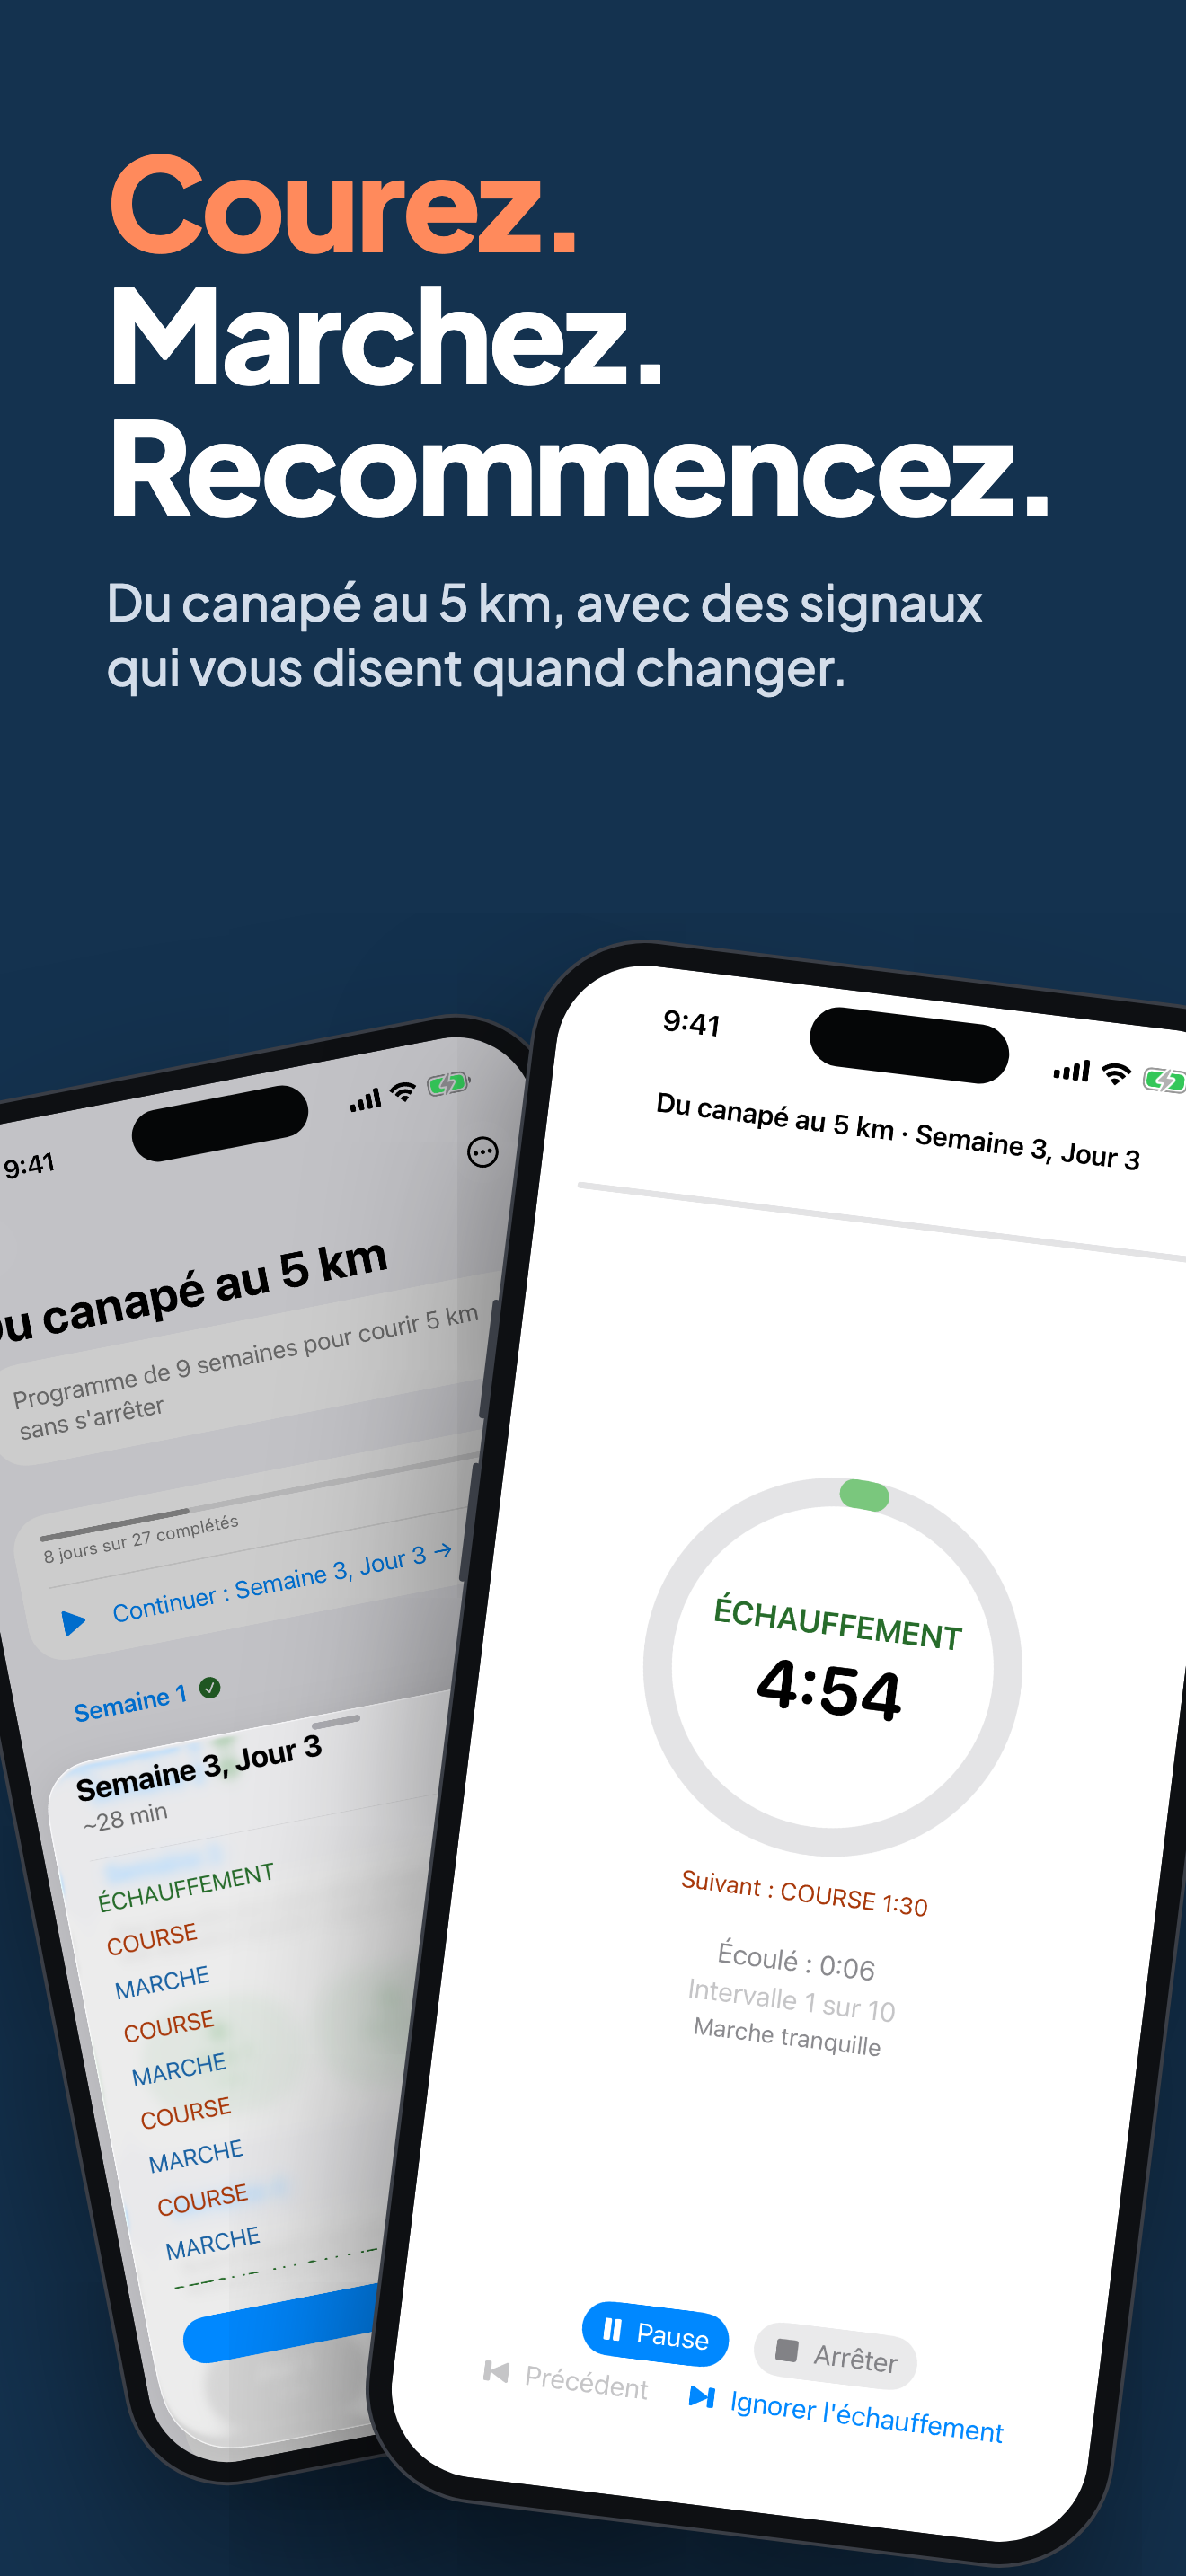 Courez.
Marchez.
Recommencez.
Du canapé au 5 km, avec des signaux
qui vous disent quand changer.
9:41
canapé au 5 km
Programme de 9 semaines pour courir 5 km
sans s'arrêter
8 jours sur 27 complétés
Continuer : Semaine 3, Jour 3 →
Semaine 1
Semaine 3, Jour 3
~28 min
ÉCHAUFFEMENT
COURSE
MARCHE
COURSE
MARCHE
COURSE
MARCHE
COURSE
MARCHE
9:41
Du canapé au 5 km · Semaine 3, Jour 3
ÉCHAUFFEMENT
4:54
Suivant : COURSE 1:30
Écoulé : 0:06
Intervalle 1 sur 10
Marche tranquille
Pause
Arrêter
Précédent
Ignorer l'échauffement